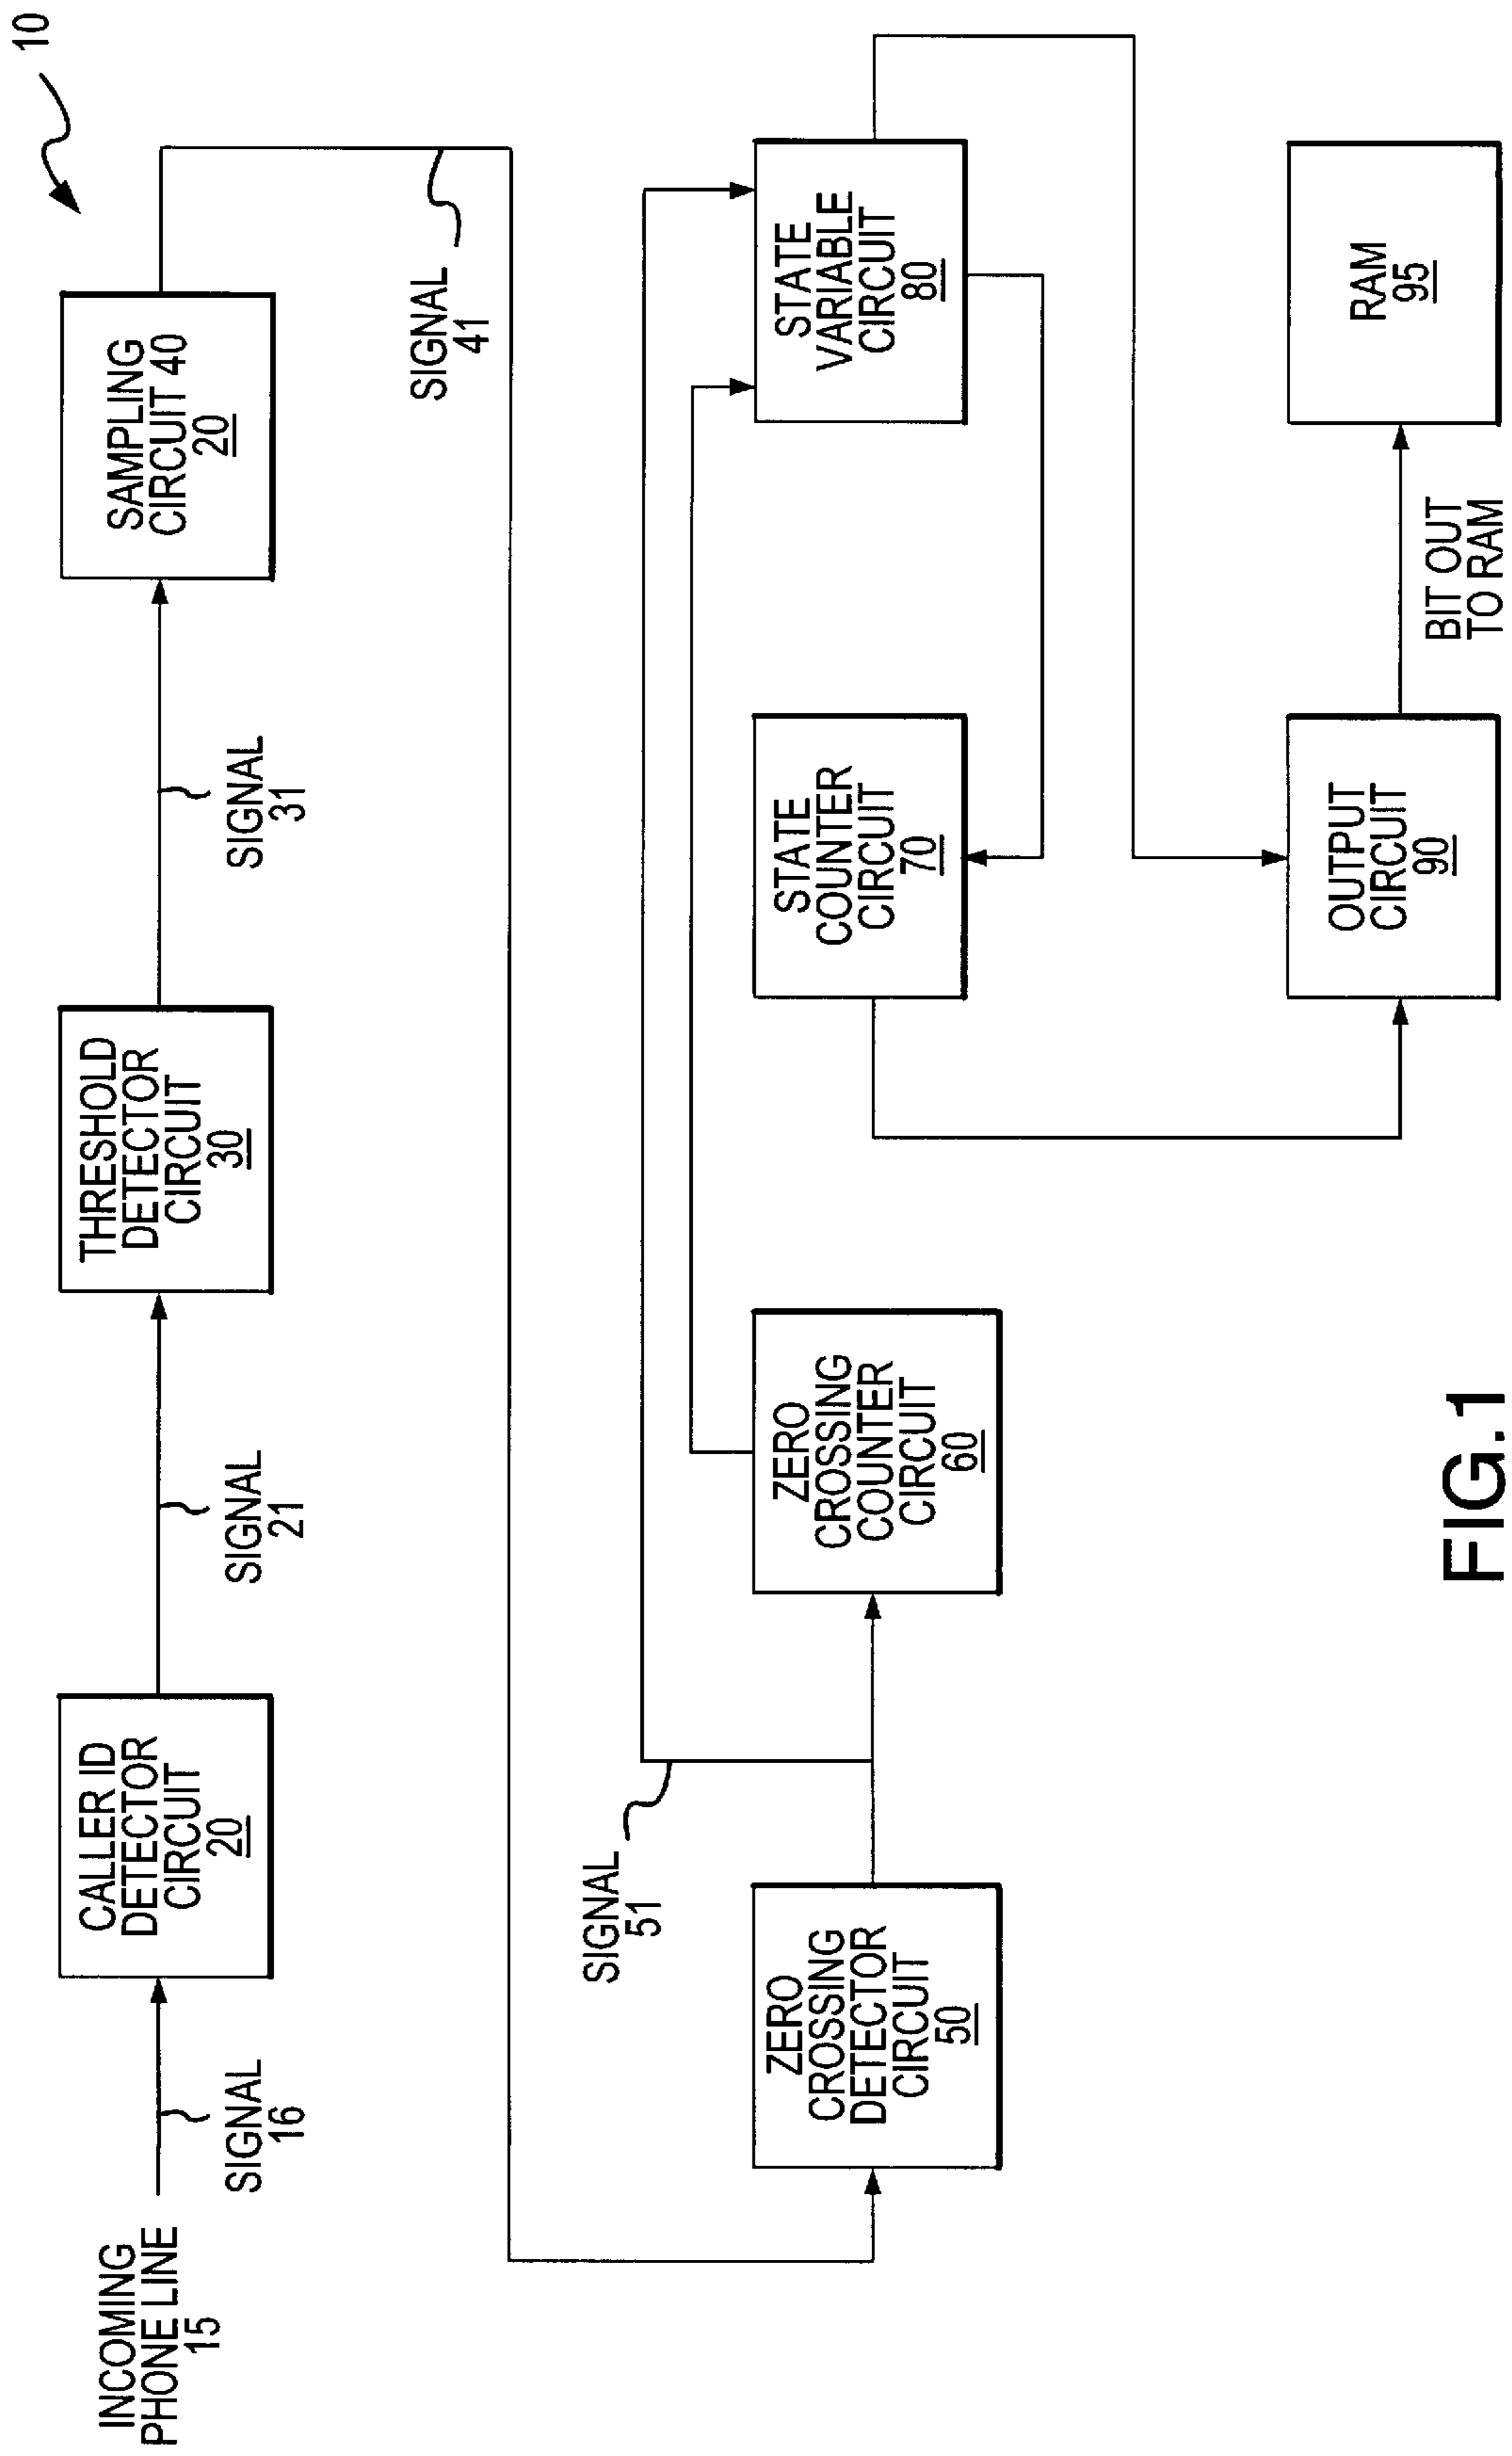 10
INCOMING
PHONE LINE
15
SIGNAL
16
CALLER ID
DETECTOR
CIRCUIT
20
SIGNAL
21
THRESHOLD
DETECTOR
CIRCUIT
30
SIGNAL
31
SAMPLING
CIRCUIT 40
20
SIGNAL
41
ZERO
CROSSING
DETECTOR
CIRCUIT
50
SIGNAL
51
ZERO
CROSSING
COUNTER
CIRCUIT
60
STATE
COUNTER
CIRCUIT
70
STATE
VARIABLE
CIRCUIT
80
OUTPUT
CIRCUIT
90
BIT OUT
TO RAM
RAM
95
FIG.1